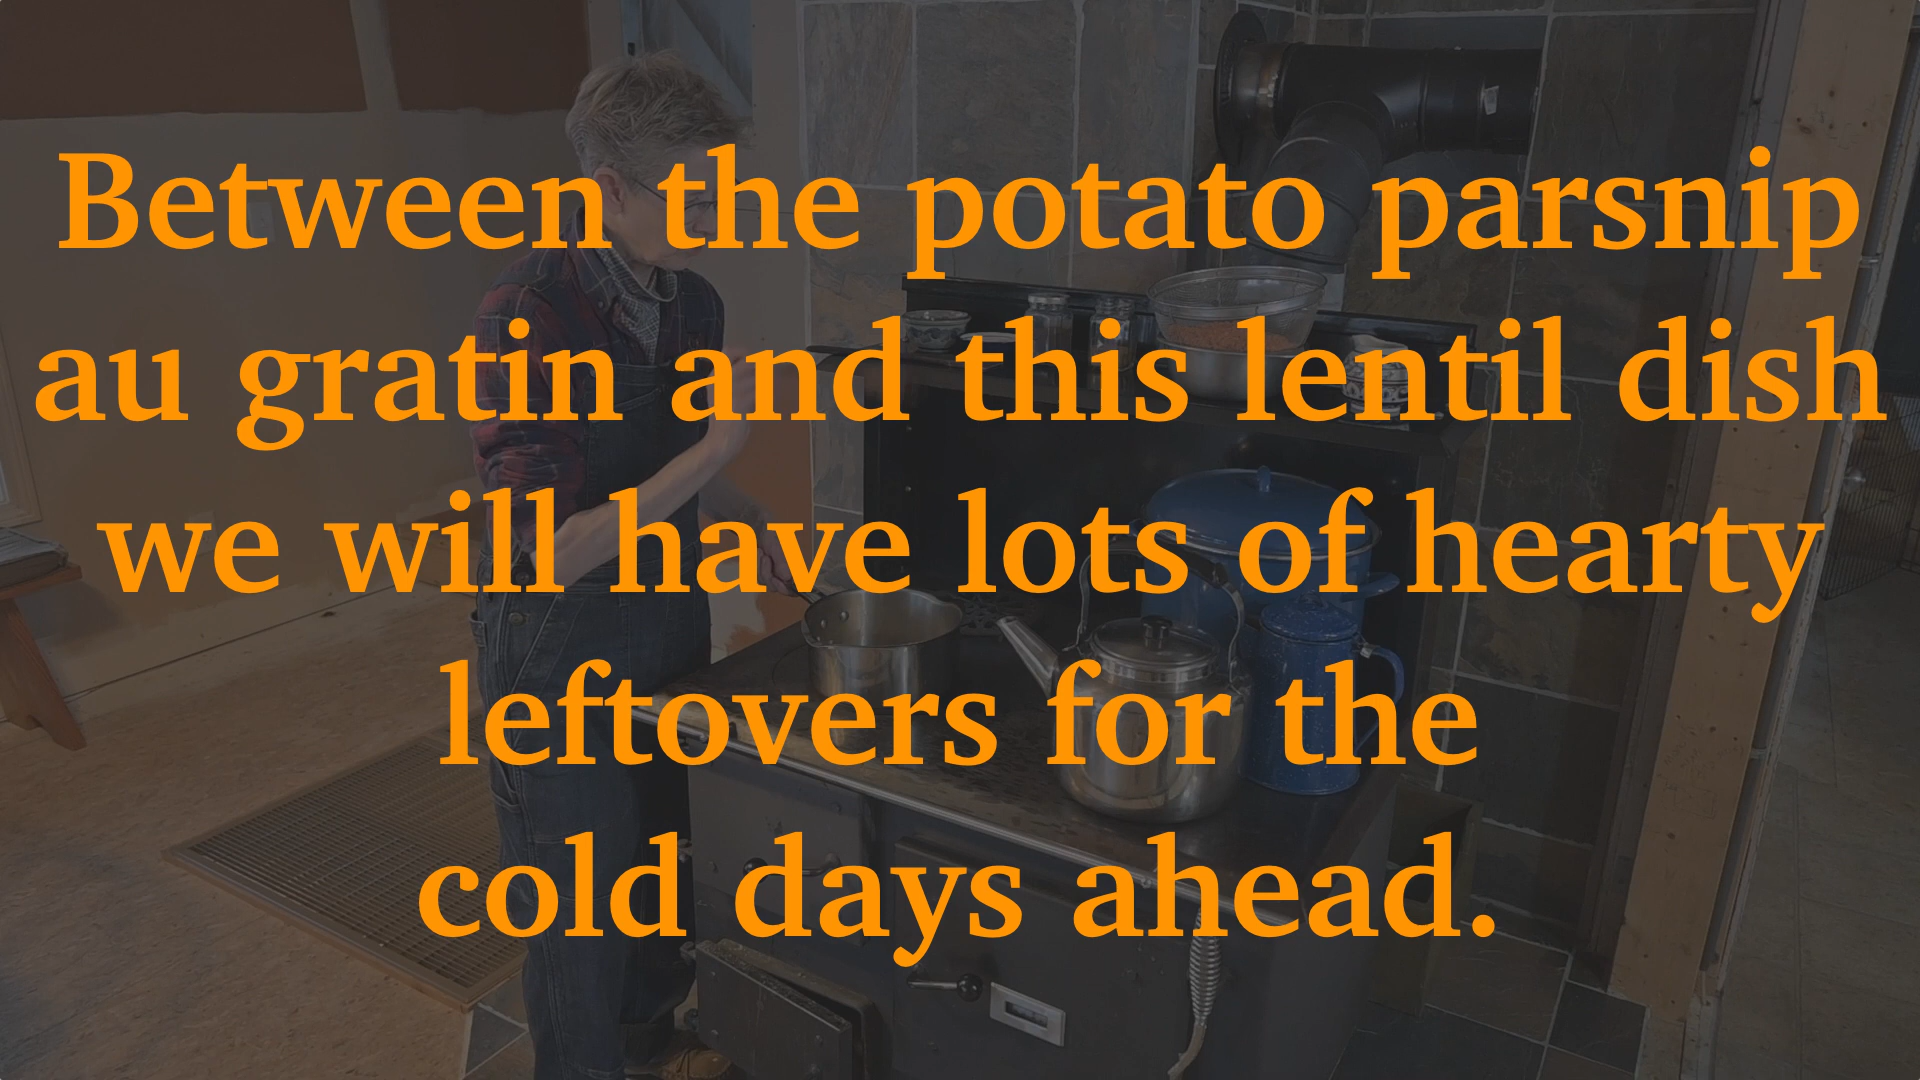 Between the potato parsnip
au gratin and this lentil dish
we will have lots of hearty
leftovers for the
cold days ahead.